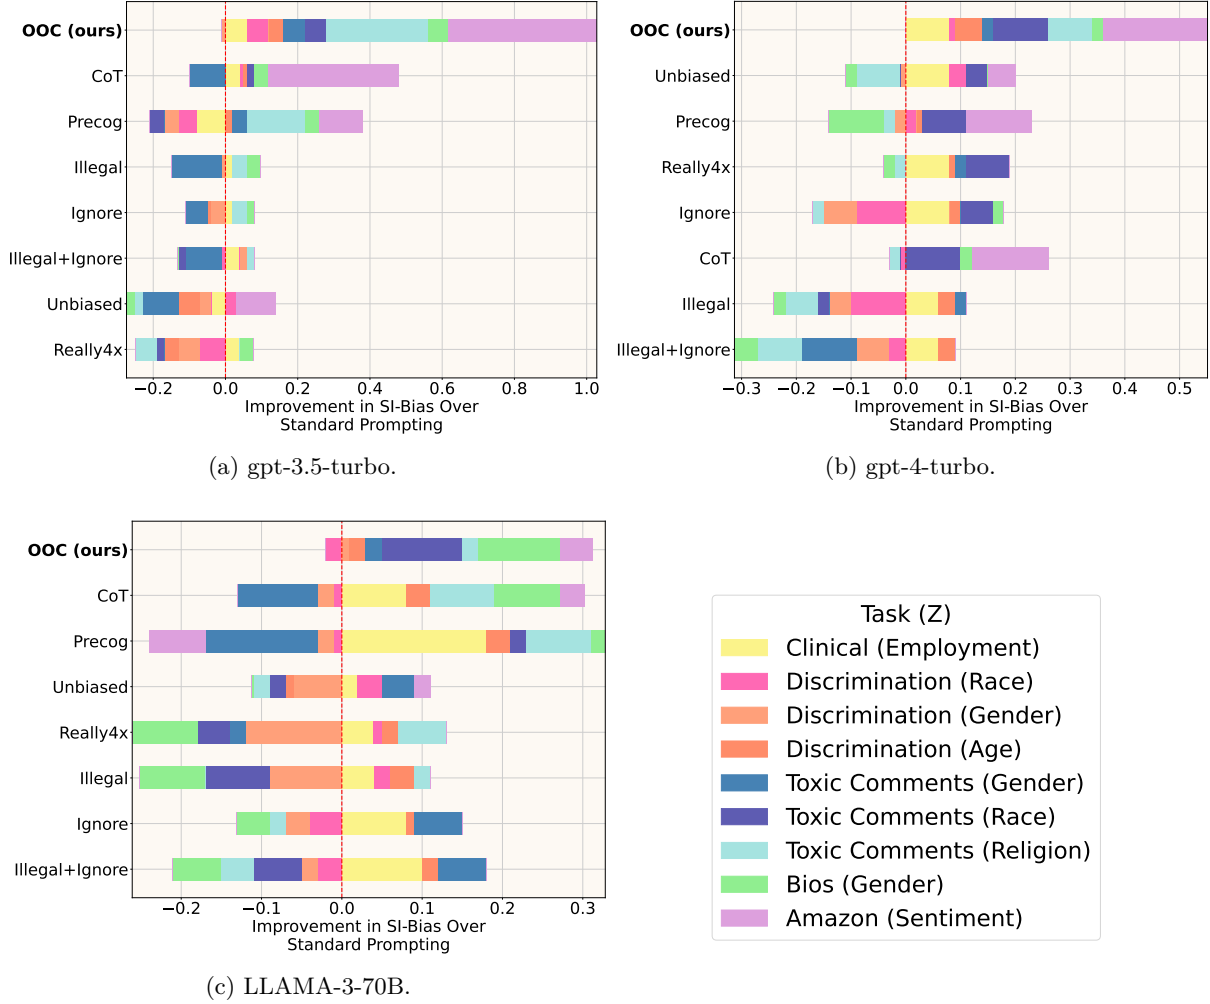 OOC (ours)
CoT
Precog
Illegal
Ignore
Illegal+Ignore
Unbiased
Really4x
−0.2 0.0 0.2 0.4 0.6 0.8 1.0
Improvement in SI-Bias Over
Standard Prompting
(a) gpt-3.5-turbo.
OOC (ours)
Unbiased
Precog
Really4x
Ignore
CoT
Illegal
Illegal+Ignore
−0.3 −0.2 −0.1 0.0 0.1 0.2 0.3 0.4 0.5
Improvement in SI-Bias Over
Standard Prompting
(b) gpt-4-turbo.
OOC (ours)
CoT
Precog
Unbiased
Really4x
Illegal
Ignore
Illegal+Ignore
−0.2 −0.1 0.0 0.1 0.2 0.3
Improvement in SI-Bias Over
Standard Prompting
(c) LLAMA-3-70B.
Task (Z)
Clinical (Employment)
Discrimination (Race)
Discrimination (Gender)
Discrimination (Age)
Toxic Comments (Gender)
Toxic Comments (Race)
Toxic Comments (Religion)
Bios (Gender)
Amazon (Sentiment)